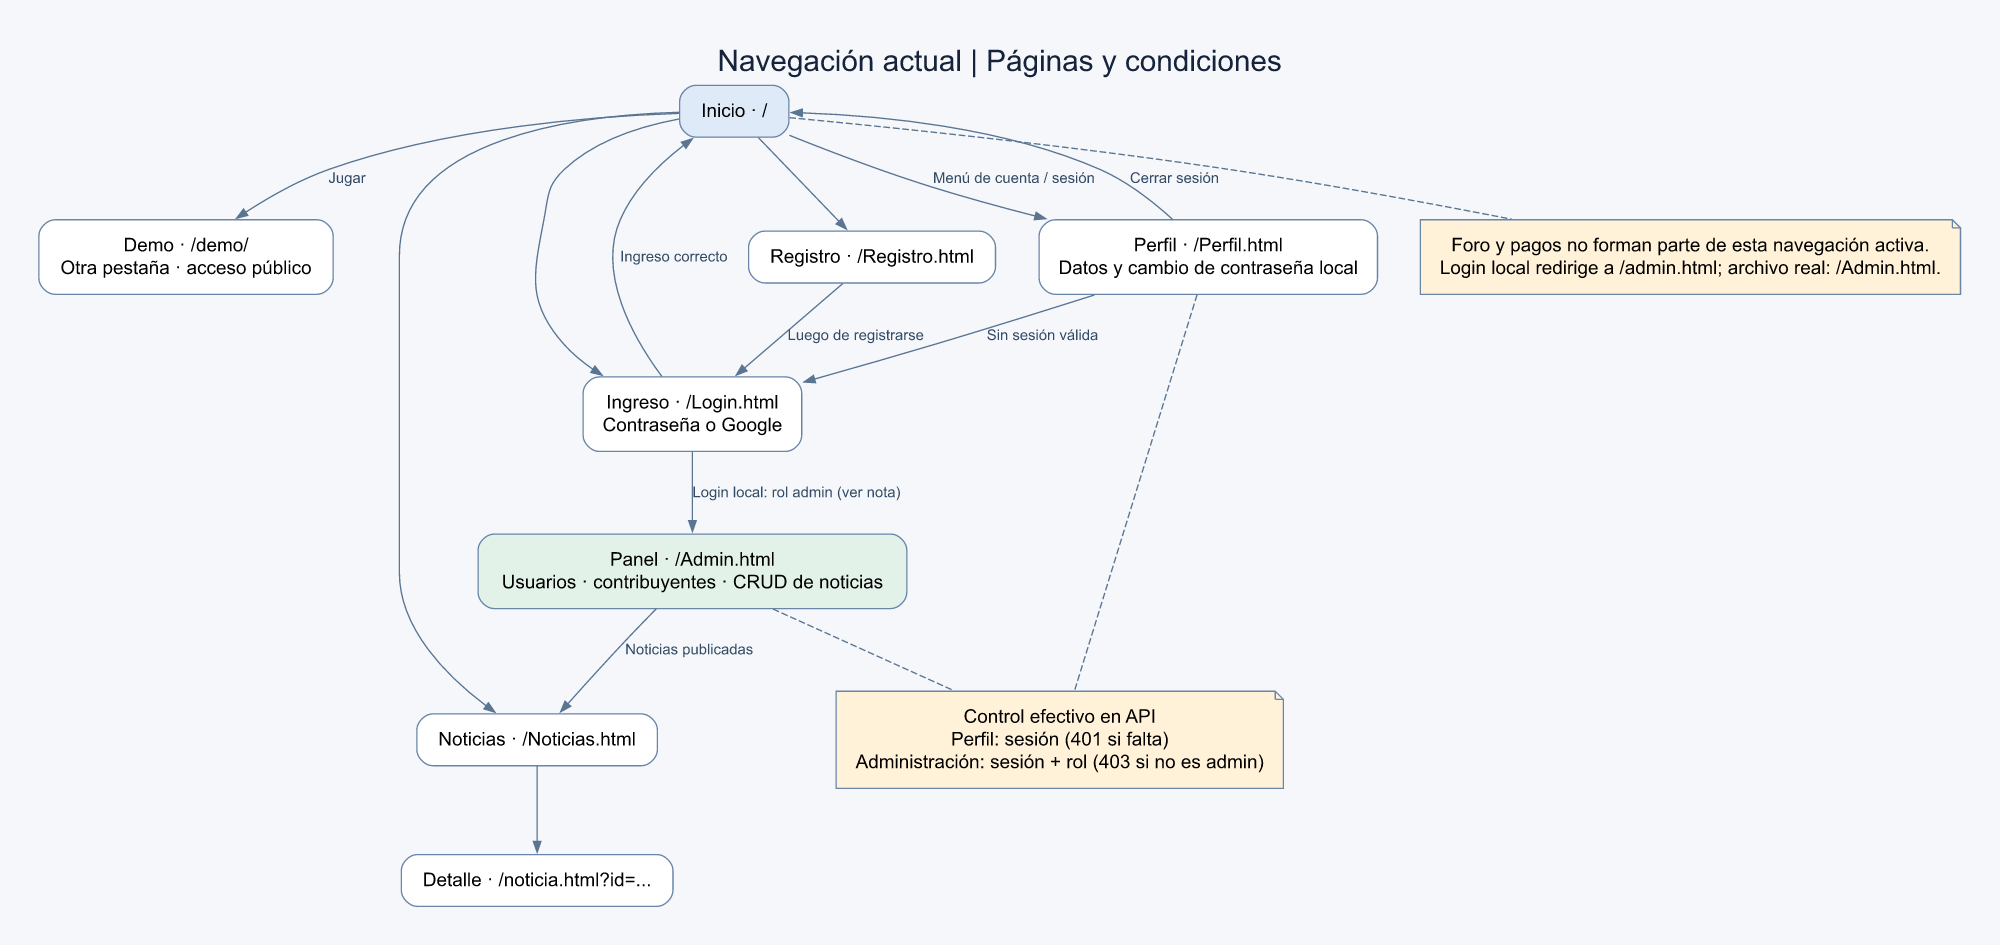 Navegación actual | Páginas y condiciones
Inicio · /
Jugar
Menú de cuenta / sesión
Cerrar sesión
Demo · /demo/
Otra pestaña · acceso público
Ingreso correcto
Registro · /Registro.html
Perfil · /Perfil.html
Datos y cambio de contraseña local
Foro y pagos no forman parte de esta navegación activa.
Login local redirige a /admin.html; archivo real: /Admin.html.
Luego de registrarse
Sin sesión válida
Ingreso · /Login.html
Contraseña o Google
Login local: rol admin (ver nota)
Panel · /Admin.html
Usuarios · contribuyentes · CRUD de noticias
Noticias publicadas
Noticias · /Noticias.html
Control efectivo en API
Perfil: sesión (401 si falta)
Administración: sesión + rol (403 si no es admin)
Detalle · /noticia.html?id=...